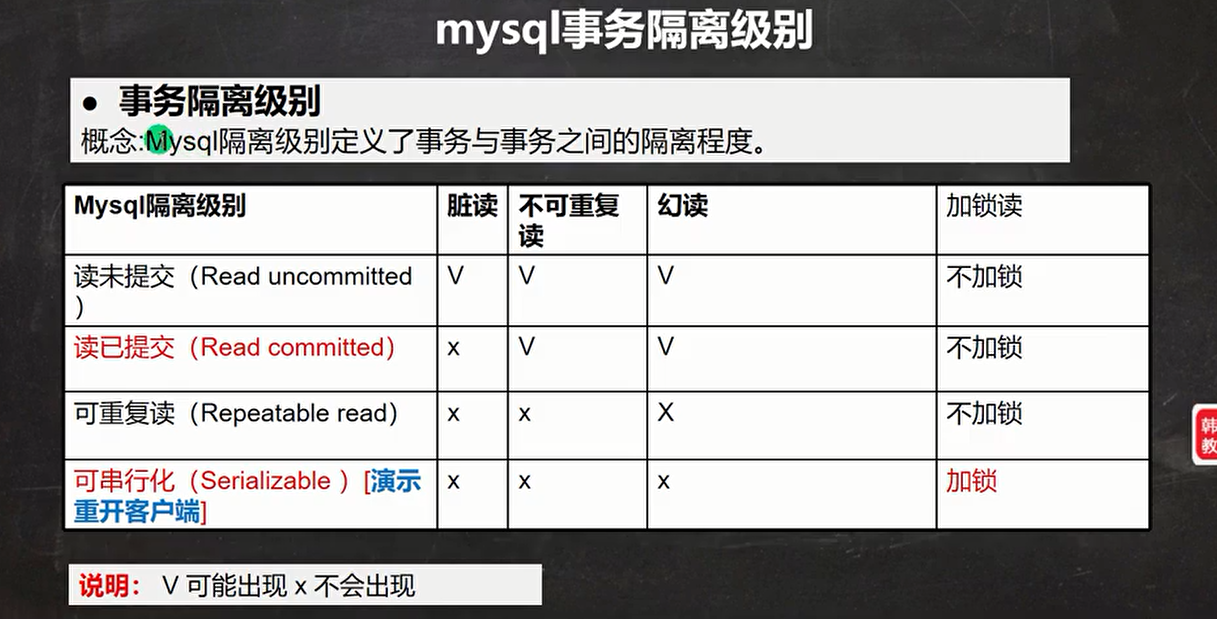 mysql事务隔离级别
● 事务隔离级别
概念:Mysql隔离级别定义了事务与事务之间的隔离程度。
Mysql隔离级别 脏读 不可重复读 幻读 加锁读
读未提交（Read uncommitted） V V V 不加锁
读已提交（Read committed） x V V 不加锁
可重复读（Repeatable read） x x X 不加锁
可串行化（Serializable ）[演示重开客户端] x x x 加锁
韩
教
说明： V 可能出现 x 不会出现